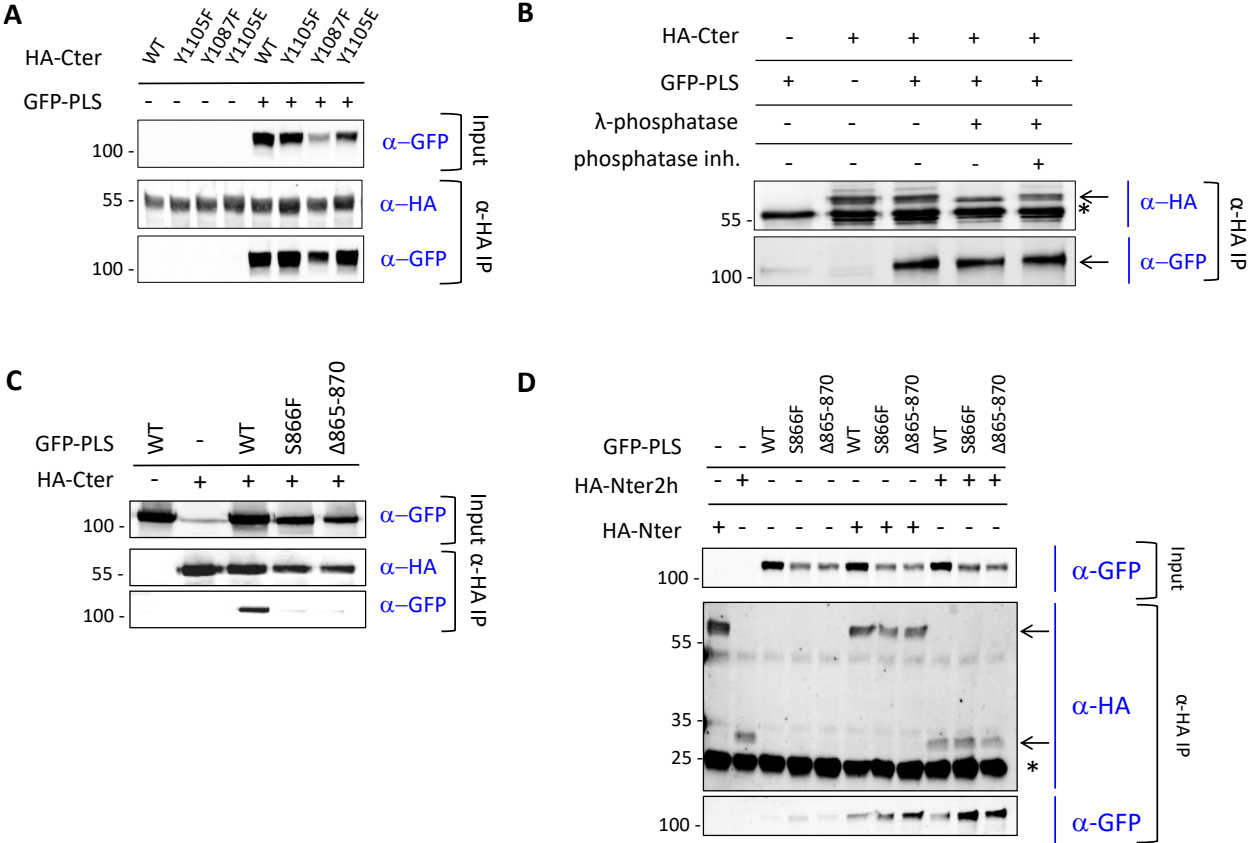 A
HA-Cter WT Y1105F Y1087F Y1105E WT Y1105F Y1087F Y1105E
GFP-PLS - - - - + + + +
100 - α–GFP Input
55 - α–HA
100 - α–GFP
α-HA IP
B
HA-Cter - + + + +
GFP-PLS + - + + +
λ-phosphatase - - - + +
phosphatase inh. - - - - +
55 - α–HA
*
100 - α–GFP
α-HA IP
C
GFP-PLS WT - WT S866F Δ865-870
HA-Cter - + + + +
100 - α–GFP Input
55 - α–HA
100 - α–GFP
α-HA IP
D
GFP-PLS - - WT S866F Δ865-870 WT S866F Δ865-870 WT S866F Δ865-870
HA-Nter2h - + - - - - - - + + +
HA-Nter + - - - - + + + - - -
100 - α-GFP Input
55 -
35 - α-HA
25 - *
100 - α-GFP
α-HA IP